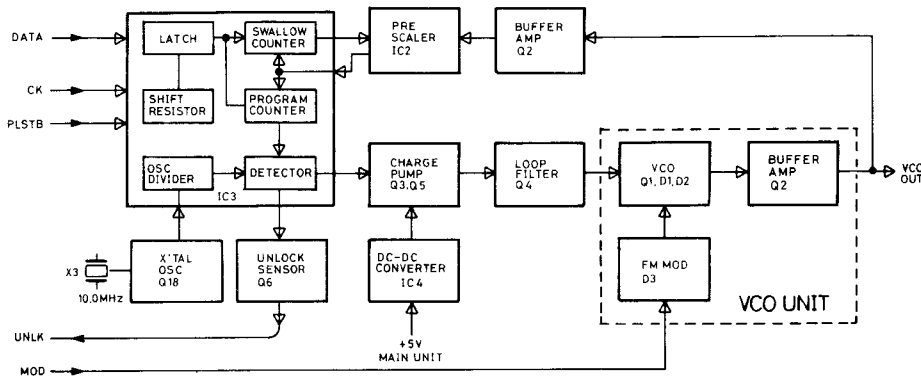 DATA
CK
PLSTB
LATCH
SWALLOW
COUNTER
SHIFT
RESISTOR
PROGRAM
COUNTER
OSC
DIVIDER
DETECTOR
IC3
PRE
SCALER
IC2
BUFFER
AMP
Q2
CHARGE
PUMP
Q3,Q5
LOOP
FILTER
Q4
VCO
Q1,D1,D2
BUFFER
AMP
Q2
VCO
OUT
X3
10.0MHz
X'TAL
OSC
Q18
UNLOCK
SENSOR
Q6
DC-DC
CONVERTER
IC4
FM MOD
D3
VCO UNIT
UNLK
+5V
MAIN UNIT
MOD